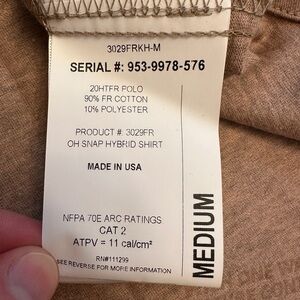 3029FRKH-M
SERIAL #: 953-9978-576
20HTFR POLO
90% FR COTTON
10% POLYESTER
PRODUCT #: 3029FR
OH SNAP HYBRID SHIRT
MADE IN USA
NFPA 70E ARC RATINGS
CAT 2
ATPV = 11 cal/cm²
RN#111299
SEE REVERSE FOR MORE INFORMATION
MEDIUM